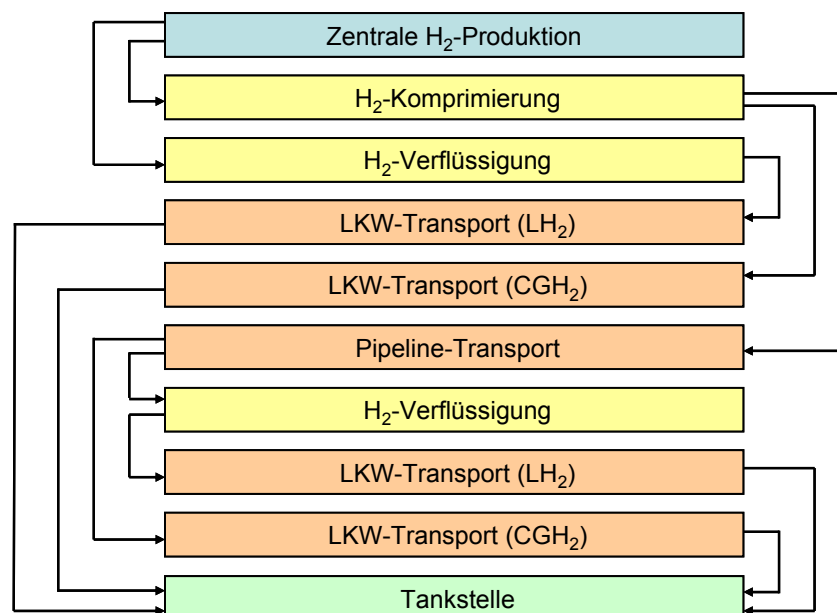 Zentrale H₂-Produktion
H₂-Komprimierung
H₂-Verflüssigung
LKW-Transport (LH₂)
LKW-Transport (CGH₂)
Pipeline-Transport
H₂-Verflüssigung
LKW-Transport (LH₂)
LKW-Transport (CGH₂)
Tankstelle